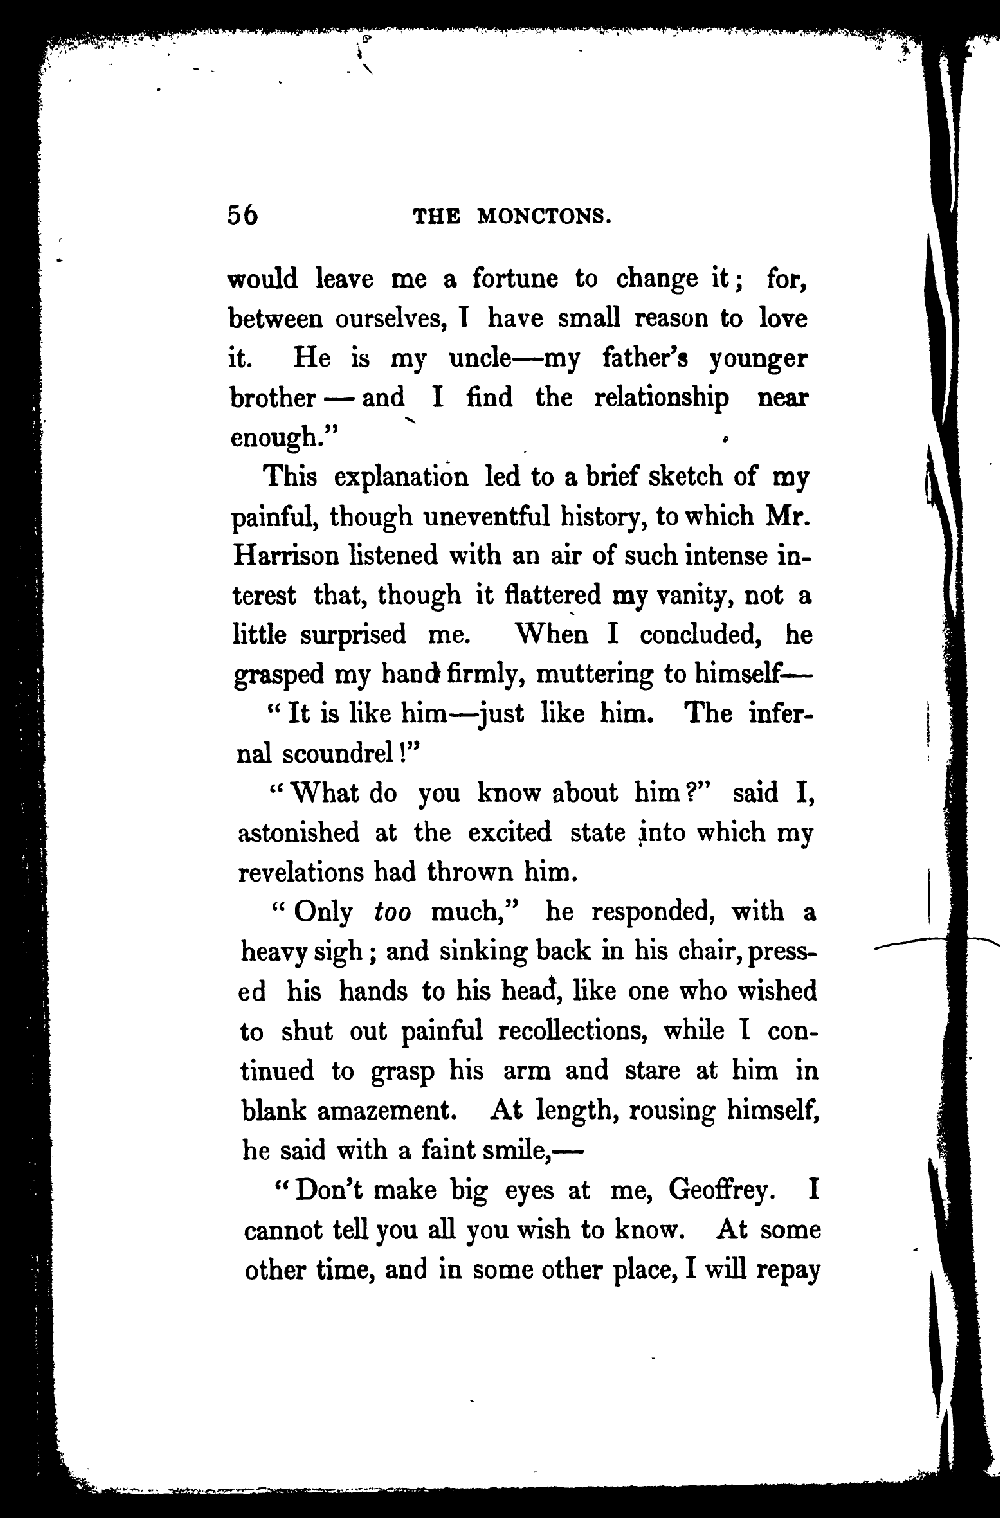 56 THE MONCTONS.
would leave me a fortune to change it; for,
between ourselves, I have small reason to love
it. He is my uncle—my father's younger
brother — and I find the relationship near
enough."
This explanation led to a brief sketch of my
painful, though uneventful history, to which Mr.
Harrison listened with an air of such intense in-
terest that, though it flattered my vanity, not a
little surprised me. When I concluded, he
grasped my hand firmly, muttering to himself—
"It is like him—just like him. The infer-
nal scoundrel!"
"What do you know about him?" said I,
astonished at the excited state into which my
revelations had thrown him.
"Only too much," he responded, with a
heavy sigh; and sinking back in his chair, press-
ed his hands to his head, like one who wished
to shut out painful recollections, while I con-
tinued to grasp his arm and stare at him in
blank amazement. At length, rousing himself,
he said with a faint smile,—
"Don't make big eyes at me, Geoffrey. I
cannot tell you all you wish to know. At some
other time, and in some other place, I will repay